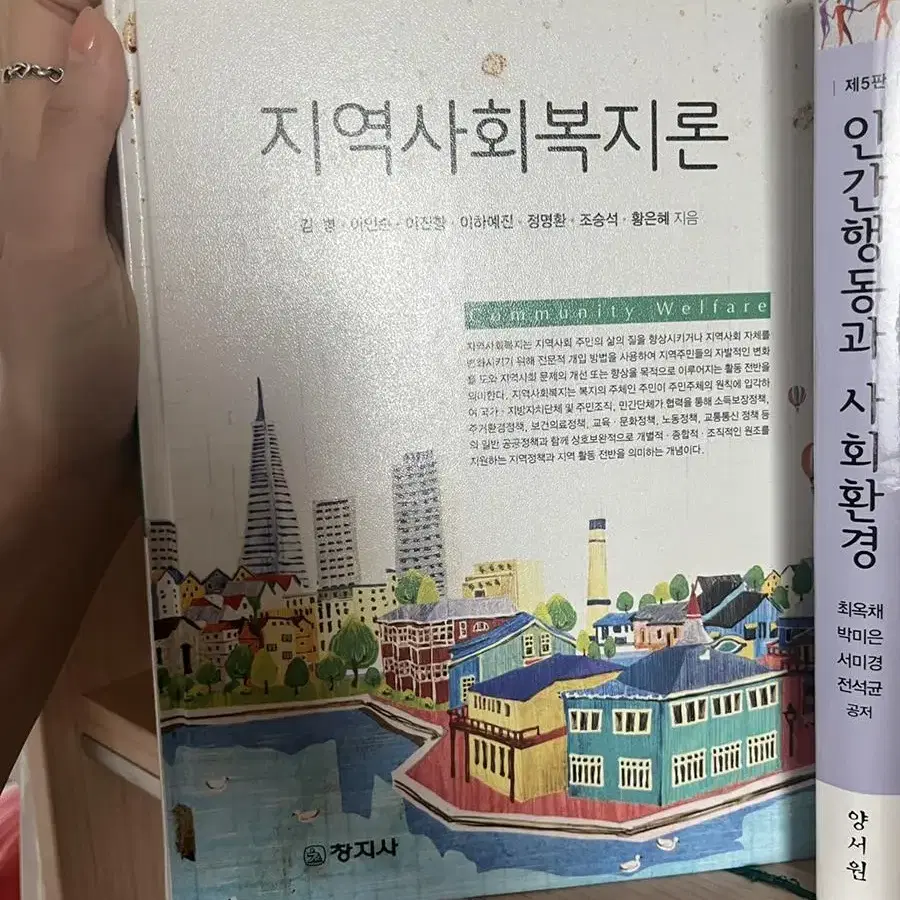 지역사회복지론
김 병 · 이인순 · 이진할 · 이하예진 · 정명환 · 조승석 · 황은혜 지음
Community Welfare
지역사회복지는 지역사회 주민의 삶의 질을 향상시키거나 지역사회 자체를
변화시키기 위해 전문적 개입 방법을 사용하여 지역주민들의 자발적인 변화
를 도와 지역사회 문제의 개선 또는 향상을 목적으로 이루어지는 활동 전반을
의미한다. 지역사회복지는 복지의 주체인 주민이 주민주체의 원칙에 입각하
여 국가 · 지방자치단체 및 주민조직, 민간단체가 협력을 통해 소득보장정책,
주거환경정책, 보건의료정책, 교육 · 문화정책, 노동정책, 교통통신 정책 등
의 일반 공공정책과 함께 상호보완적으로 개별적 · 종합적 · 조직적인 원조를
지원하는 지역정책과 지역 활동 전반을 의미하는 개념이다.
창지사
제5판
인간행동과 사회환경
최옥채
박미은
서미경
전석균
공저
양서원